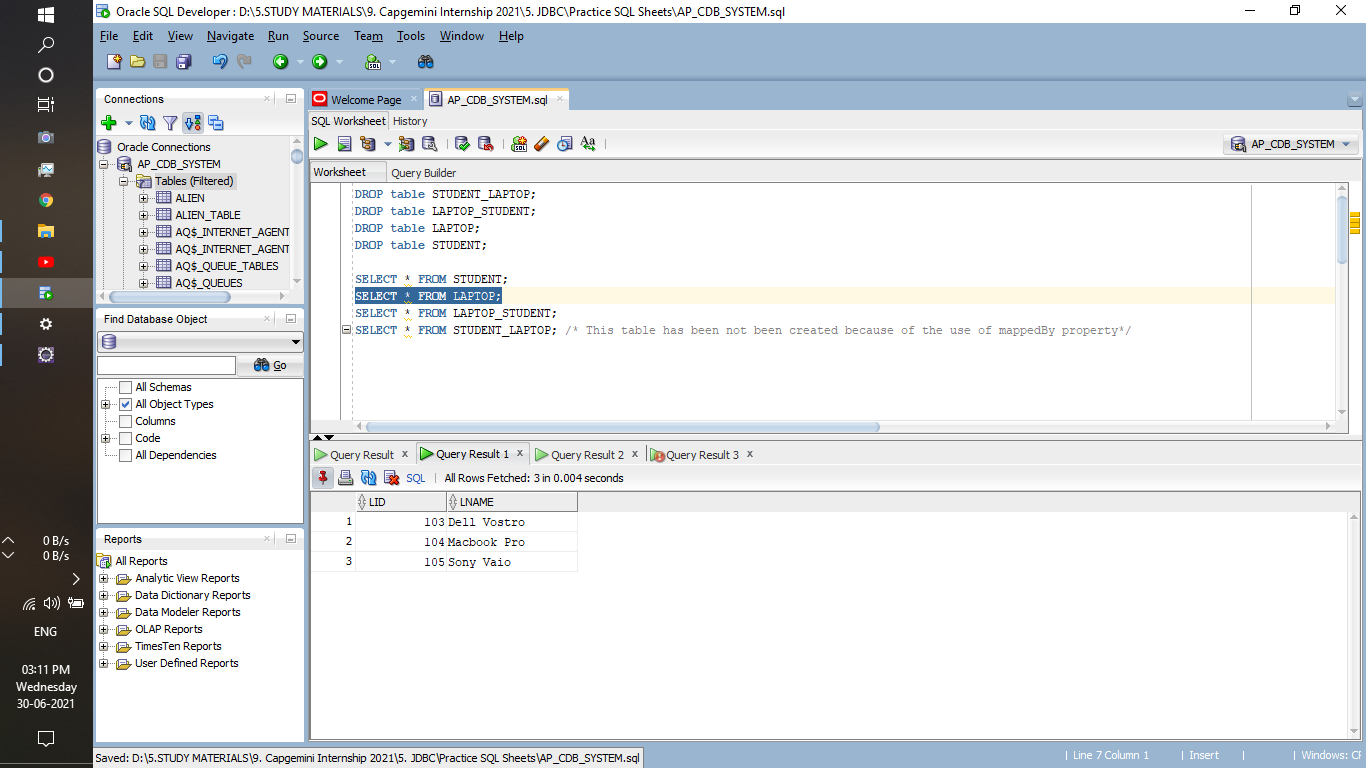 Oracle SQL Developer : D:\5.STUDY MATERIALS\9. Capgemini Internship 2021\5. JDBC\Practice SQL Sheets\AP_CDB_SYSTEM.sql
File Edit View Navigate Run Source Team Tools Window Help
Connections
Oracle Connections
AP_CDB_SYSTEM
Tables (Filtered)
ALIEN
ALIEN_TABLE
AQ$_INTERNET_AGENT
AQ$_INTERNET_AGENT
AQ$_QUEUE_TABLES
AQ$_QUEUES
Find Database Object
Go
All Schemas
All Object Types
Columns
Code
All Dependencies
Reports
All Reports
Analytic View Reports
Data Dictionary Reports
Data Modeler Reports
OLAP Reports
TimesTen Reports
User Defined Reports
Welcome Page
AP_CDB_SYSTEM.sql
SQL Worksheet History
AP_CDB_SYSTEM
Worksheet Query Builder
DROP table STUDENT_LAPTOP;
DROP table LAPTOP_STUDENT;
DROP table LAPTOP;
DROP table STUDENT;
SELECT * FROM STUDENT;
SELECT * FROM LAPTOP;
SELECT * FROM LAPTOP_STUDENT;
SELECT * FROM STUDENT_LAPTOP; /* This table has been not been created because of the use of mappedBy property*/
Query Result x Query Result 1 x Query Result 2 x Query Result 3 x
SQL | All Rows Fetched: 3 in 0.004 seconds
LID LNAME
1 103 Dell Vostro
2 104 Macbook Pro
3 105 Sony Vaio
0 B/s
0 B/s
ENG
03:11 PM
Wednesday
30-06-2021
Saved: D:\5.STUDY MATERIALS\9. Capgemini Internship 2021\5. JDBC\Practice SQL Sheets\AP_CDB_SYSTEM.sql
| Line 7 Column 1 | Insert | | Windows: